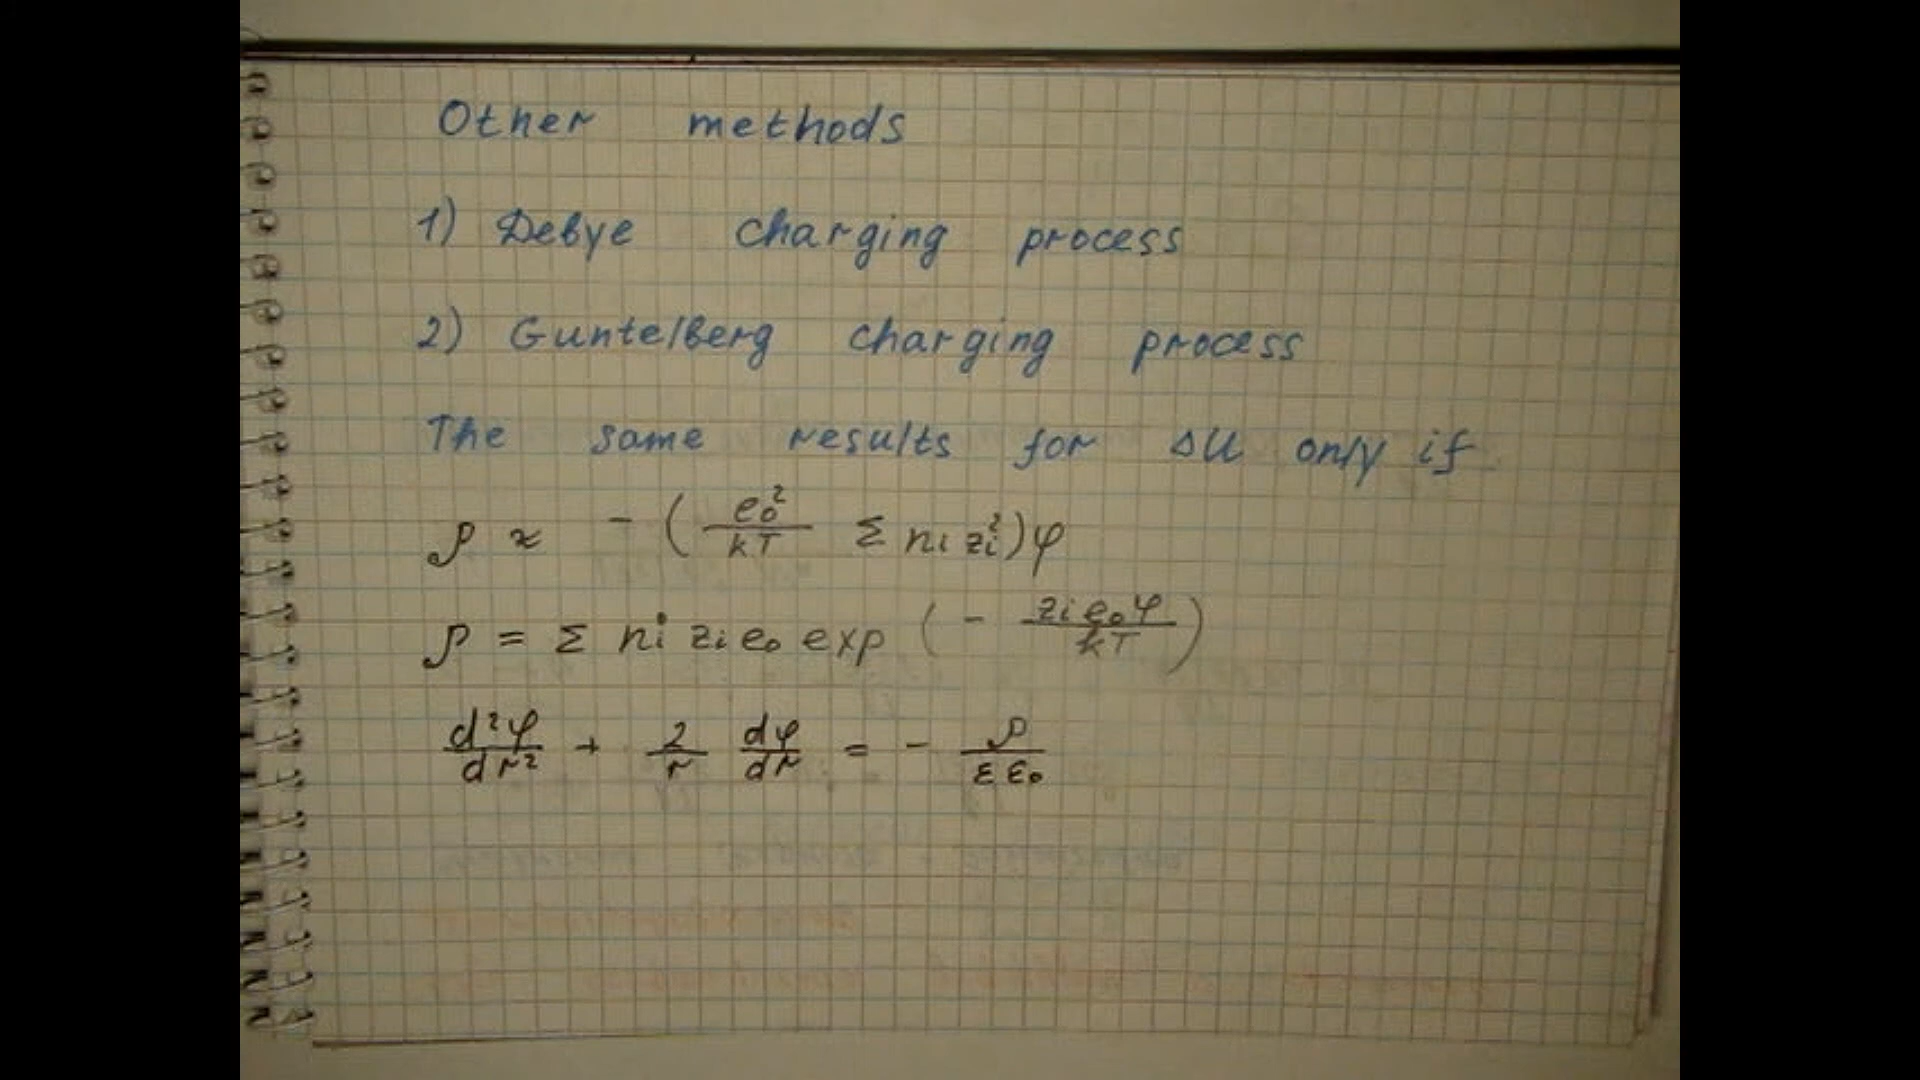 Other methods
1) Debye charging process
2) Guntelberg charging process
The same results for ΔU only if
ρ ≈ - (e₀²/kT Σ ni zi²)φ
ρ = Σ ni zi e₀ exp (- zi e₀ φ/kT)
d²φ/dr² + 2/r dφ/dr = - ρ/εε₀